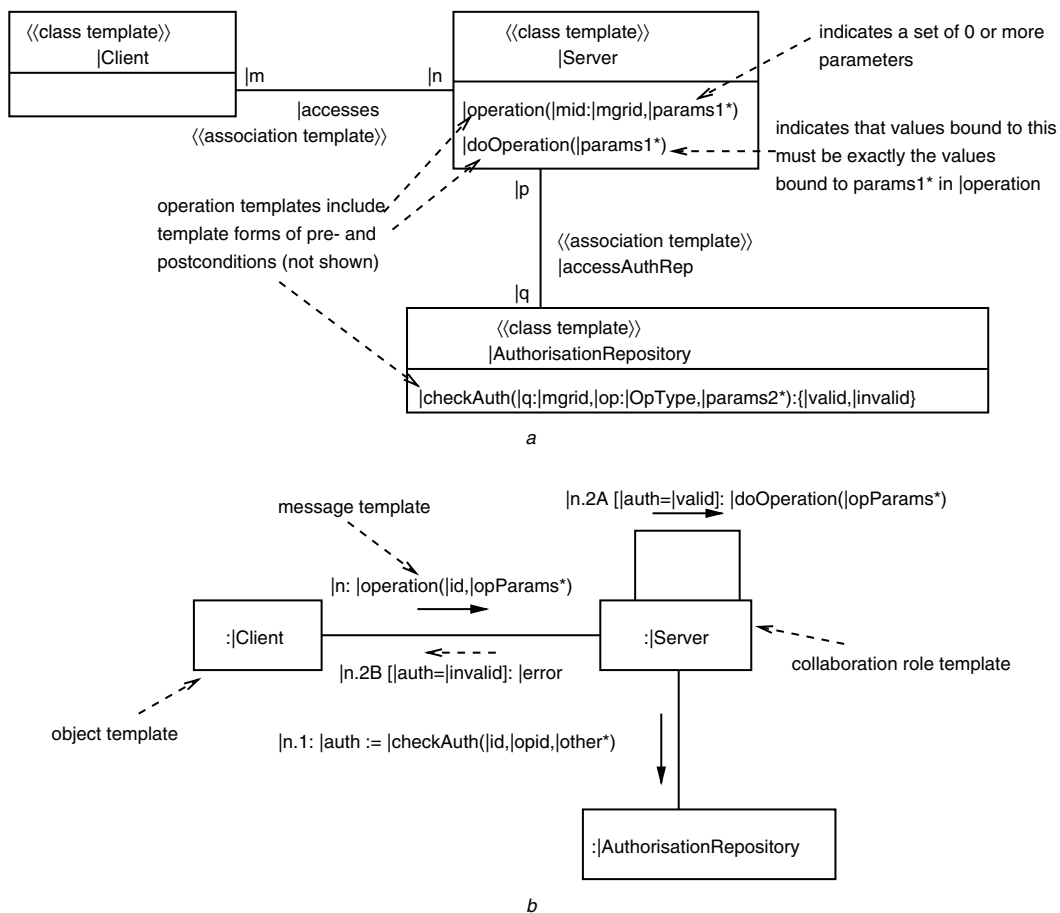 ⟨⟨class template⟩⟩
|Client
|m
|n
|accesses
⟨⟨association template⟩⟩
⟨⟨class template⟩⟩
|Server
|operation(|mid:|mgrid,|params1*)
|doOperation(|params1*)
indicates a set of 0 or more
parameters
indicates that values bound to this
must be exactly the values
bound to params1* in |operation
operation templates include
template forms of pre- and
postconditions (not shown)
|p
⟨⟨association template⟩⟩
|accessAuthRep
|q
⟨⟨class template⟩⟩
|AuthorisationRepository
|checkAuth(|q:|mgrid,|op:|OpType,|params2*):{|valid,|invalid}
a
|n.2A [|auth=|valid]: |doOperation(|opParams*)
message template
|n: |operation(|id,|opParams*)
:|Client
:|Server
|n.2B [|auth=|invalid]: |error
collaboration role template
object template
|n.1: |auth := |checkAuth(|id,|opid,|other*)
:|AuthorisationRepository
b